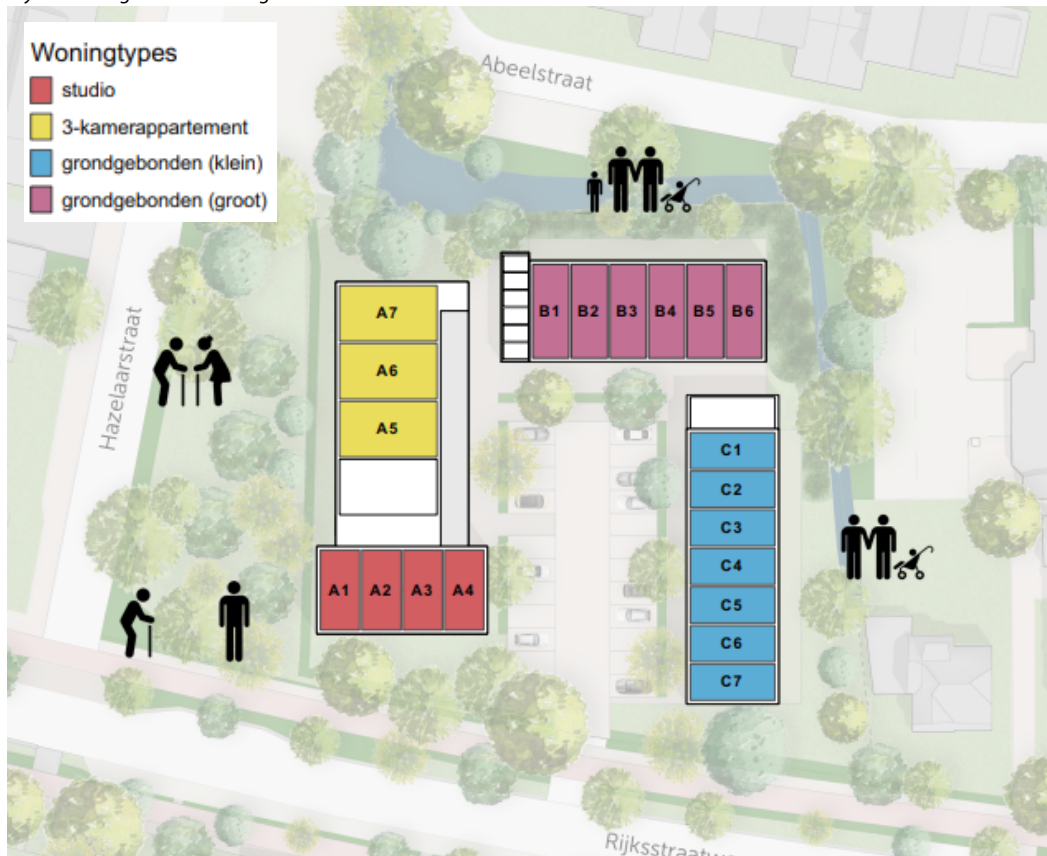 Abeelstraat
Woningtypes
studio
3-kamerappartement
grondgebonden (klein)
grondgebonden (groot)
Hazelaarstraat
A7
A6
A5
A1 A2 A3 A4
B1 B2 B3 B4 B5 B6
C1
C2
C3
C4
C5
C6
C7
Rijksstraatw